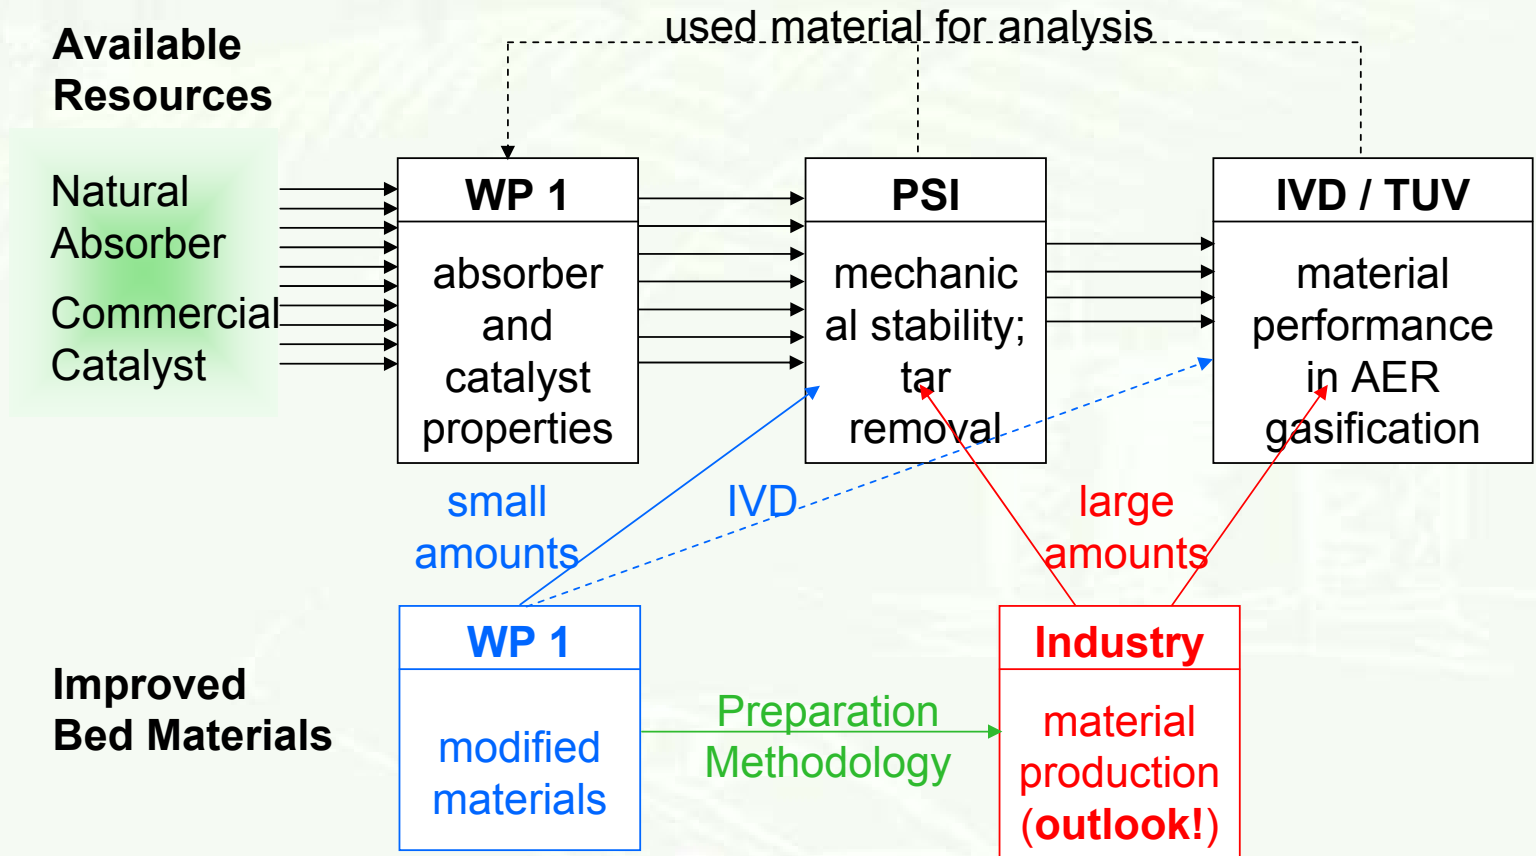 used material for analysis
Available
Resources
Natural
Absorber
Commercial
Catalyst
WP 1
absorber
and
catalyst
properties
PSI
mechanic
al stability;
tar
removal
IVD / TUV
material
performance
in AER
gasification
small
amounts
IVD
large
amounts
Improved
Bed Materials
WP 1
modified
materials
Preparation
Methodology
Industry
material
production
(outlook!)